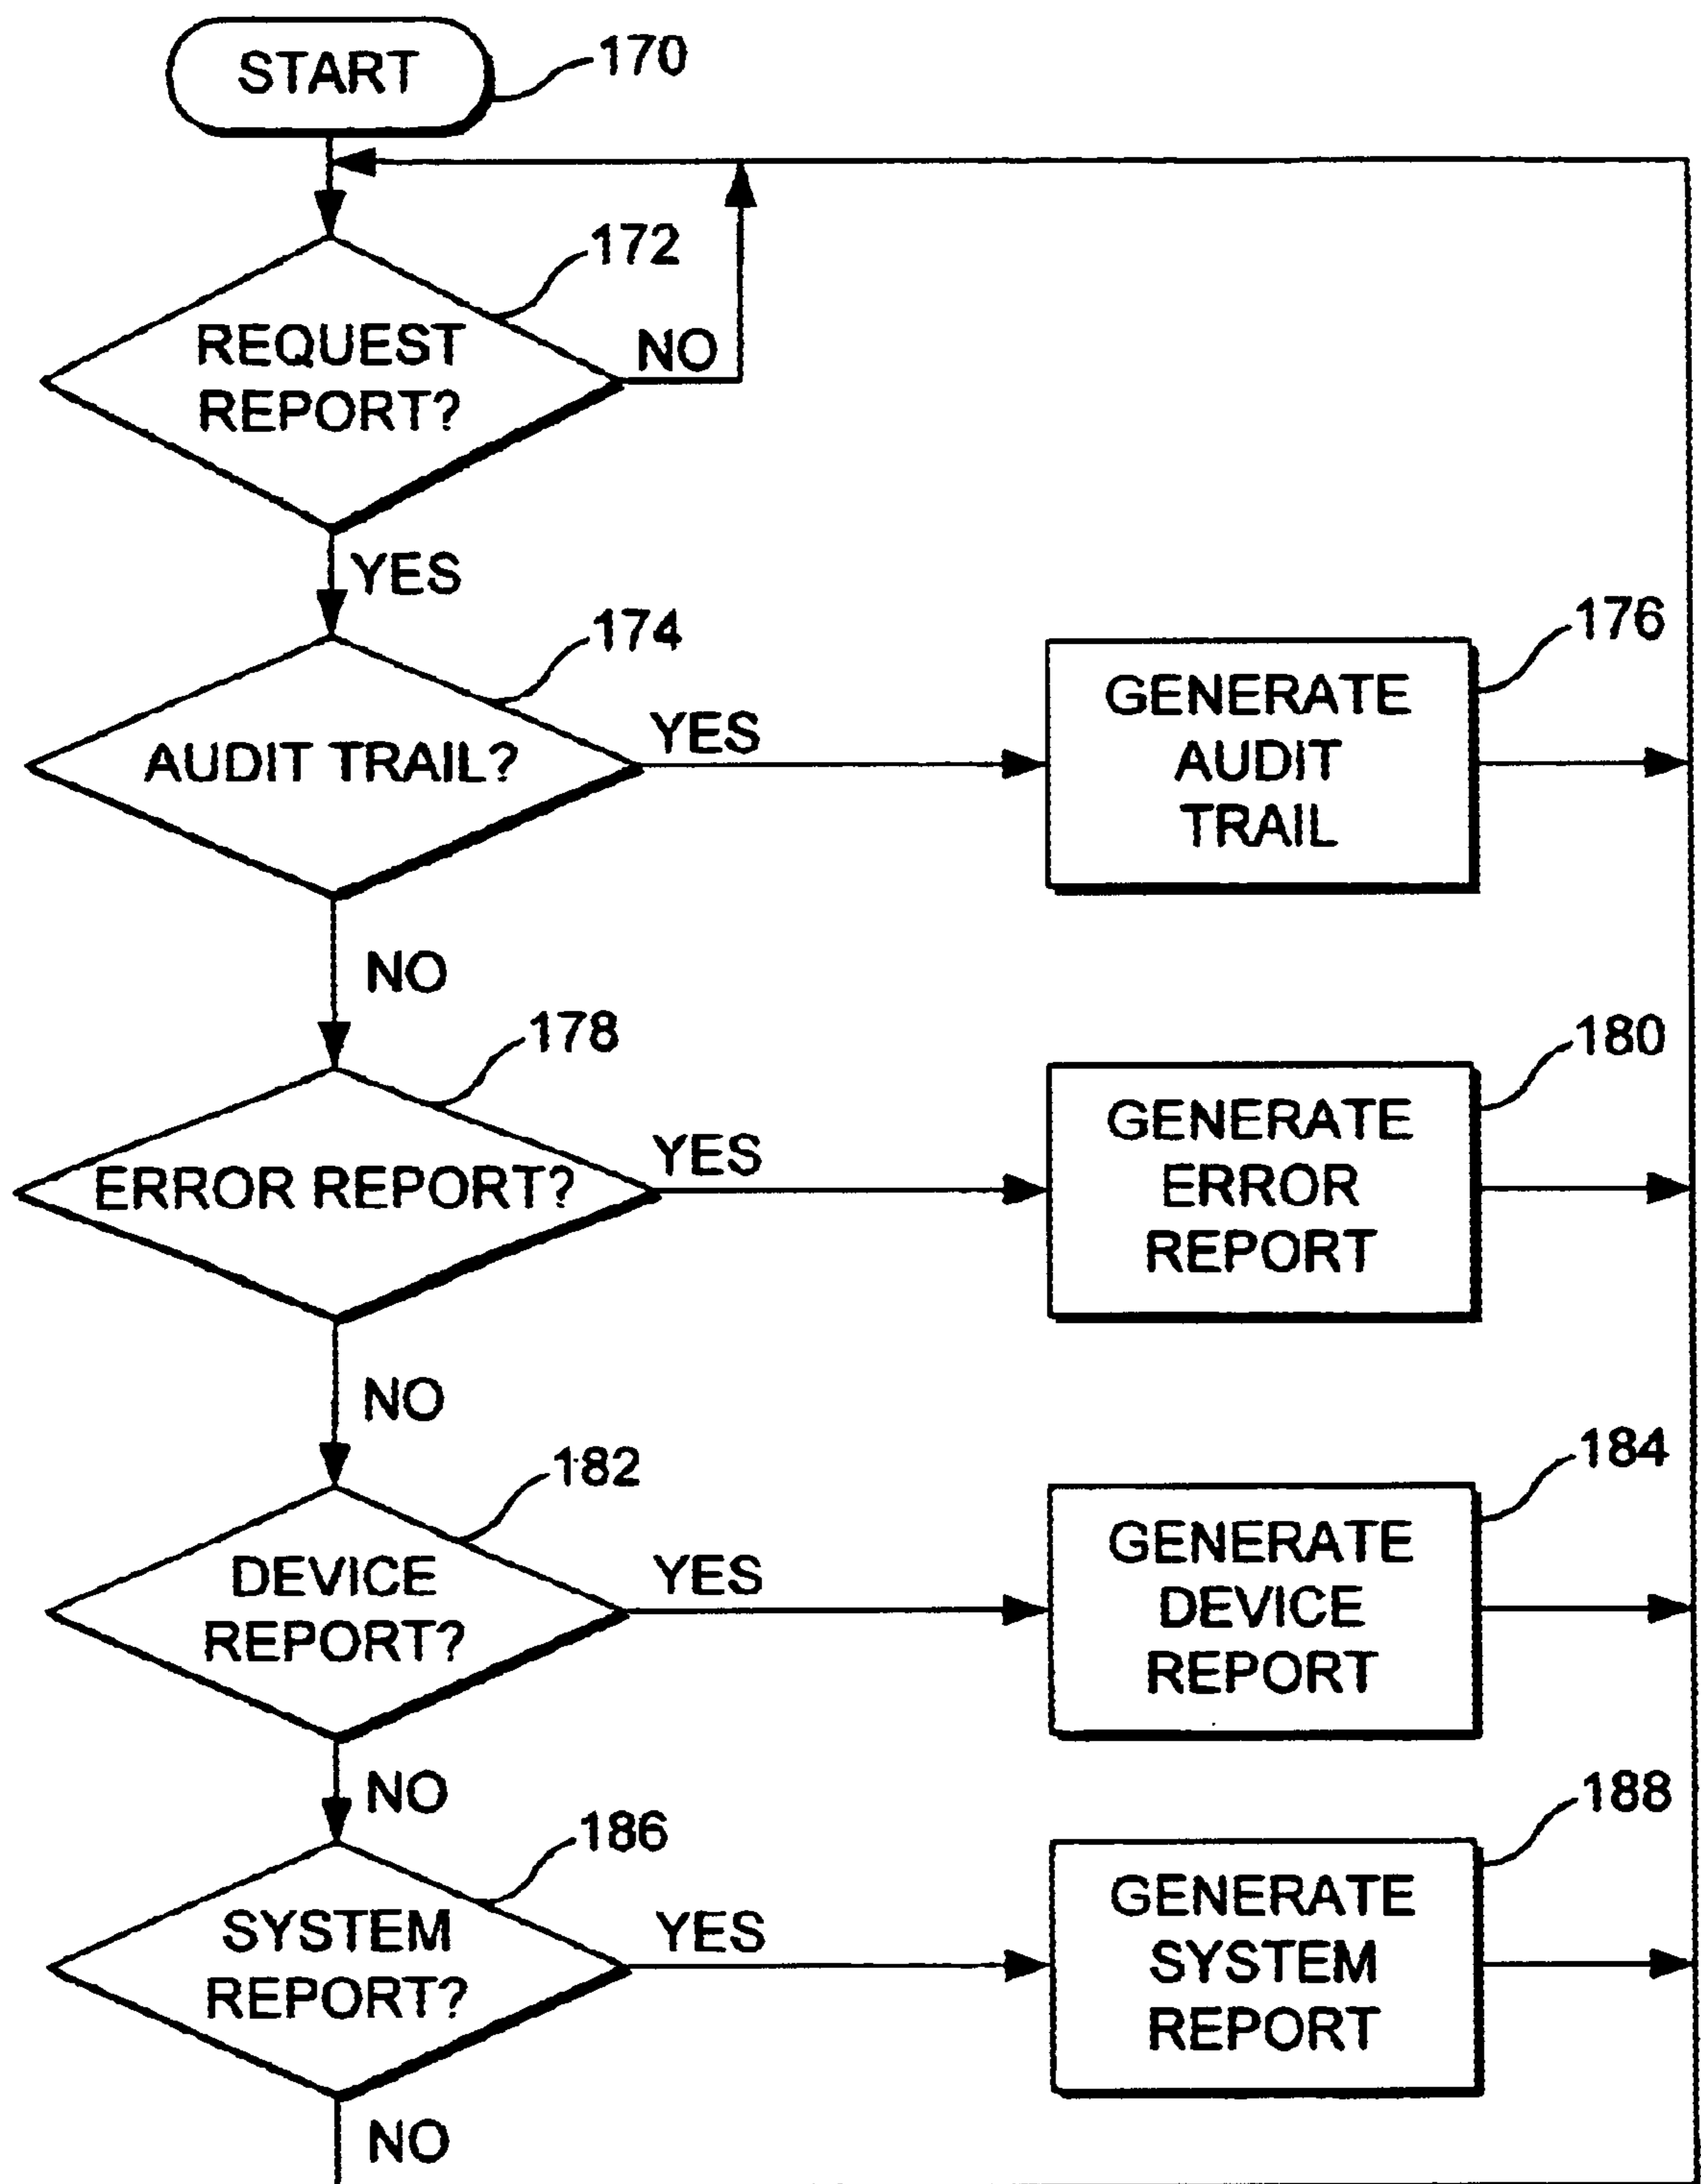 START
170
172
REQUEST
REPORT?
NO
YES
174
AUDIT TRAIL?
YES
176
GENERATE
AUDIT
TRAIL
NO
178
ERROR REPORT?
YES
180
GENERATE
ERROR
REPORT
NO
182
DEVICE
REPORT?
YES
184
GENERATE
DEVICE
REPORT
NO
186
SYSTEM
REPORT?
YES
188
GENERATE
SYSTEM
REPORT
NO